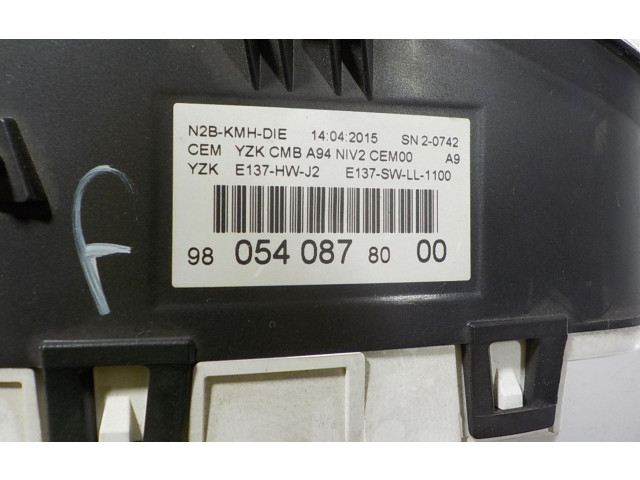 N2B-KMH-DIE 14:04:2015 SN 2-0742
CEM YZK CMB A94 NIV2 CEM00 A9
YZK E137-HW-J2 E137-SW-LL-1100
98 054 087 80 00
f